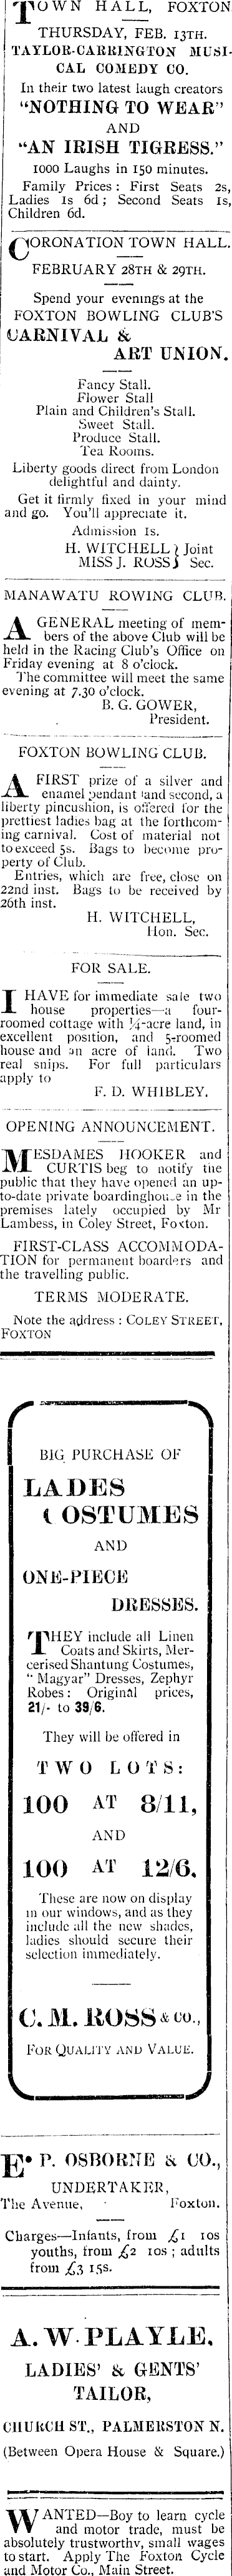 TOWN HALL, FOXTON
THURSDAY, FEB. 13TH.
TAYLOR-CARRINGTON MUSI-
CAL COMEDY CO.
In their two latest laugh creators
"NOTHING TO WEAR"
AND
"AN IRISH TIGRESS."
1000 Laughs in 150 minutes.
Family Prices : First Seats 2s,
Ladies 1s 6d ; Second Seats 1s,
Children 6d.
CORONATION TOWN HALL.
FEBRUARY 28TH & 29TH.
Spend your evenings at the
FOXTON BOWLING CLUB'S
CARNIVAL &
ART UNION.
Fancy Stall.
Flower Stall
Plain and Children's Stall.
Sweet Stall.
Produce Stall.
Tea Rooms.
Liberty goods direct from London
delightful and dainty.
Get it firmly fixed in your mind
and go. You'll appreciate it.
Admission 1s.
H. WITCHELL } Joint
MISS J. ROSS } Sec.
MANAWATU ROWING CLUB.
A GENERAL meeting of mem-
bers of the above Club will be
held in the Racing Club's Office on
Friday evening at 8 o'clock.
The committee will meet the same
evening at 7.30 o'clock.
B. G. GOWER,
President.
FOXTON BOWLING CLUB.
A FIRST prize of a silver and
enamel pendant and second, a
liberty pincushion, is offered for the
prettiest ladies bag at the forthcom-
ing carnival. Cost of material not
to exceed 5s. Bags to become pro-
perty of Club.
Entries, which are free, close on
22nd inst. Bags to be received by
26th inst.
H. WITCHELL,
Hon. Sec.
FOR SALE.
I HAVE for immediate sale two
house properties—a four-
roomed cottage with ¼-acre land, in
excellent position, and 5-roomed
house and an acre of land. Two
real snips. For full particulars
apply to
F. D. WHIBLEY.
OPENING ANNOUNCEMENT.
MESDAMES HOOKER and
CURTIS beg to notify the
public that they have opened an up-
to-date private boardinghouse in the
premises lately occupied by Mr
Lambess, in Coley Street, Foxton.
FIRST-CLASS ACCOMMODA-
TION for permanent boarders and
the travelling public.
TERMS MODERATE.
Note the address : COLEY STREET,
FOXTON
BIG PURCHASE OF
LADES
COSTUMES
AND
ONE-PIECE
DRESSES.
THEY include all Linen
Coats and Skirts, Mer-
cerised Shantung Costumes,
" Magyar" Dresses, Zephyr
Robes : Original prices,
21/- to 39/6.
They will be offered in
TWO LOTS:
100 AT 8/11,
AND
100 AT 12/6.
These are now on display
in our windows, and as they
include all the new shades,
ladies should secure their
selection immediately.
C. M. ROSS & CO.,
FOR QUALITY AND VALUE.
E. P. OSBORNE & CO.,
UNDERTAKER,
The Avenue, Foxton.
Charges—Infants, from £1 10s
youths, from £2 10s ; adults
from £3 15s.
A. W. PLAYLE,
LADIES' & GENTS'
TAILOR,
CHURCH ST., PALMERSTON N.
(Between Opera House & Square.)
WANTED—Boy to learn cycle
and motor trade, must be
absolutely trustworthy, small wages
to start. Apply The Foxton Cycle
and Motor Co., Main Street.